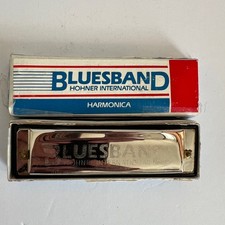 BLUESBAND
HOHNER INTERNATIONAL
HARMONICA
BLUESBAND